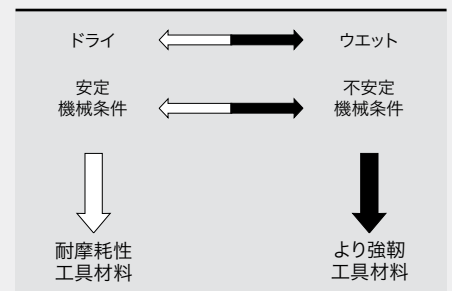 ドライ ウエット
安定 不安定
機械条件 機械条件
耐摩耗性 より強靭
工具材料 工具材料